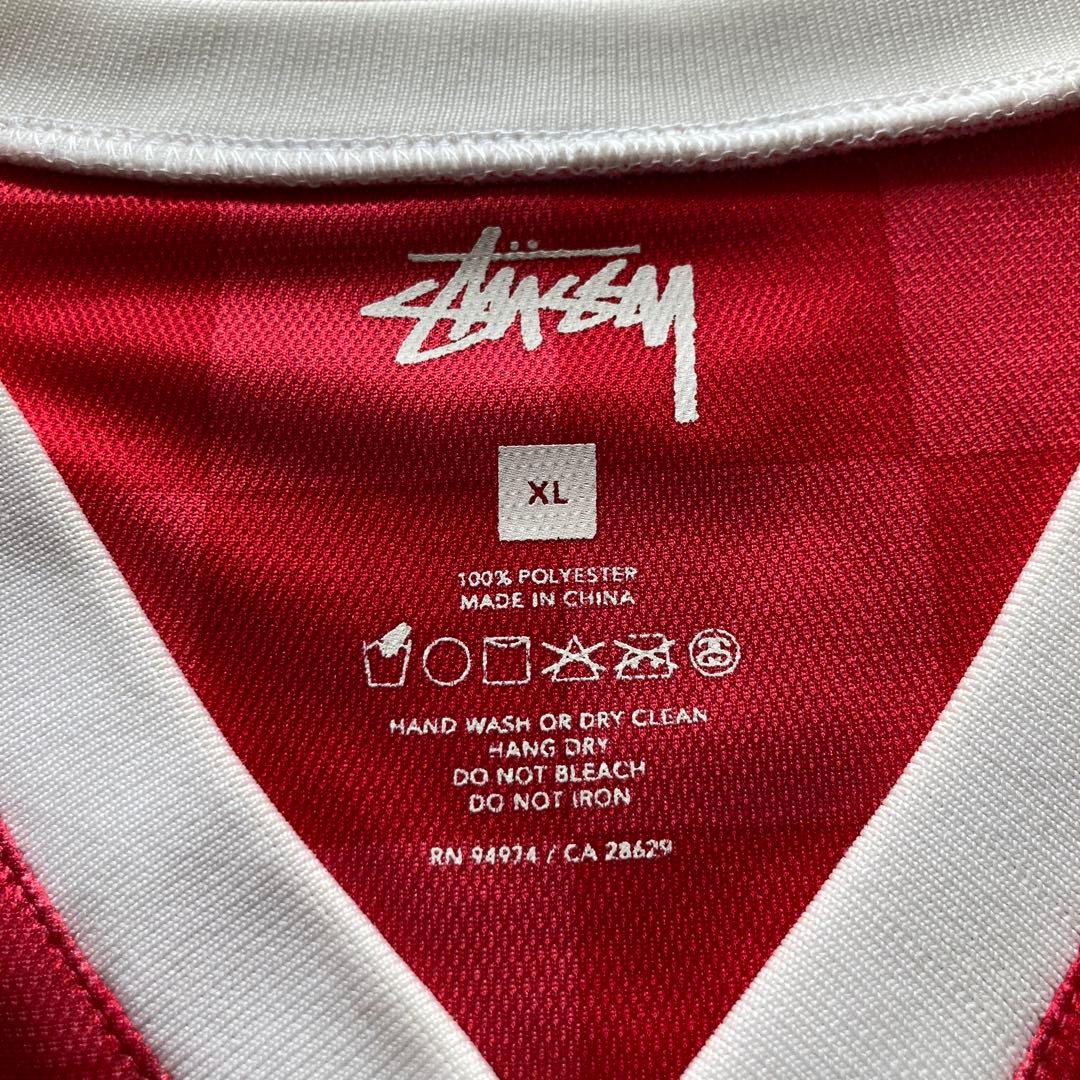 Stüssy
XL
100% POLYESTER
MADE IN CHINA
HAND WASH OR DRY CLEAN
HANG DRY
DO NOT BLEACH
DO NOT IRON
RN 94974 / CA 28629